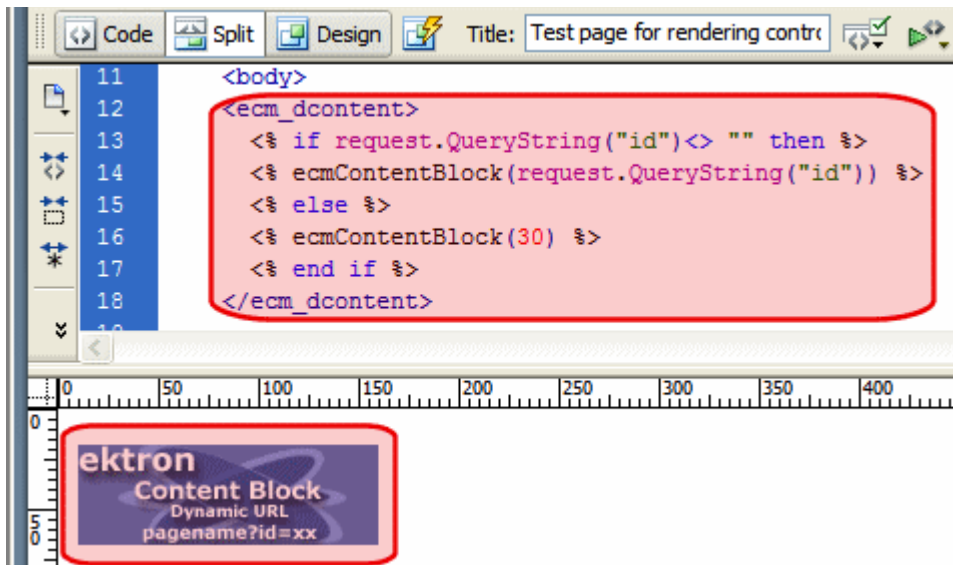 Code Split Design Title: Test page for rendering contro
11 <body>
12 <ecm_dcontent>
13 <% if request.QueryString("id")<> "" then %>
14 <% ecmContentBlock(request.QueryString("id")) %>
15 <% else %>
16 <% ecmContentBlock(30) %>
17 <% end if %>
18 </ecm_dcontent>
0 50 100 150 200 250 300 350 400
0
ektron
Content Block
Dynamic URL
50 pagename?id=xx